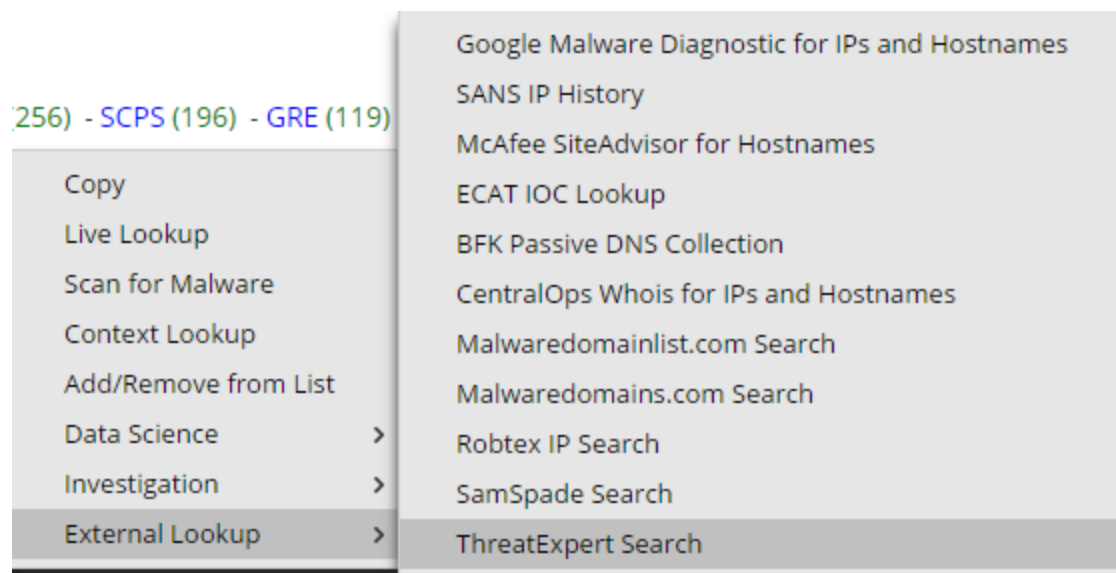 256) - SCPS (196) - GRE (119)
Copy
Live Lookup
Scan for Malware
Context Lookup
Add/Remove from List
Data Science
Investigation
External Lookup
Google Malware Diagnostic for IPs and Hostnames
SANS IP History
McAfee SiteAdvisor for Hostnames
ECAT IOC Lookup
BFK Passive DNS Collection
CentralOps Whois for IPs and Hostnames
Malwaredomainlist.com Search
Malwaredomains.com Search
Robtex IP Search
SamSpade Search
ThreatExpert Search